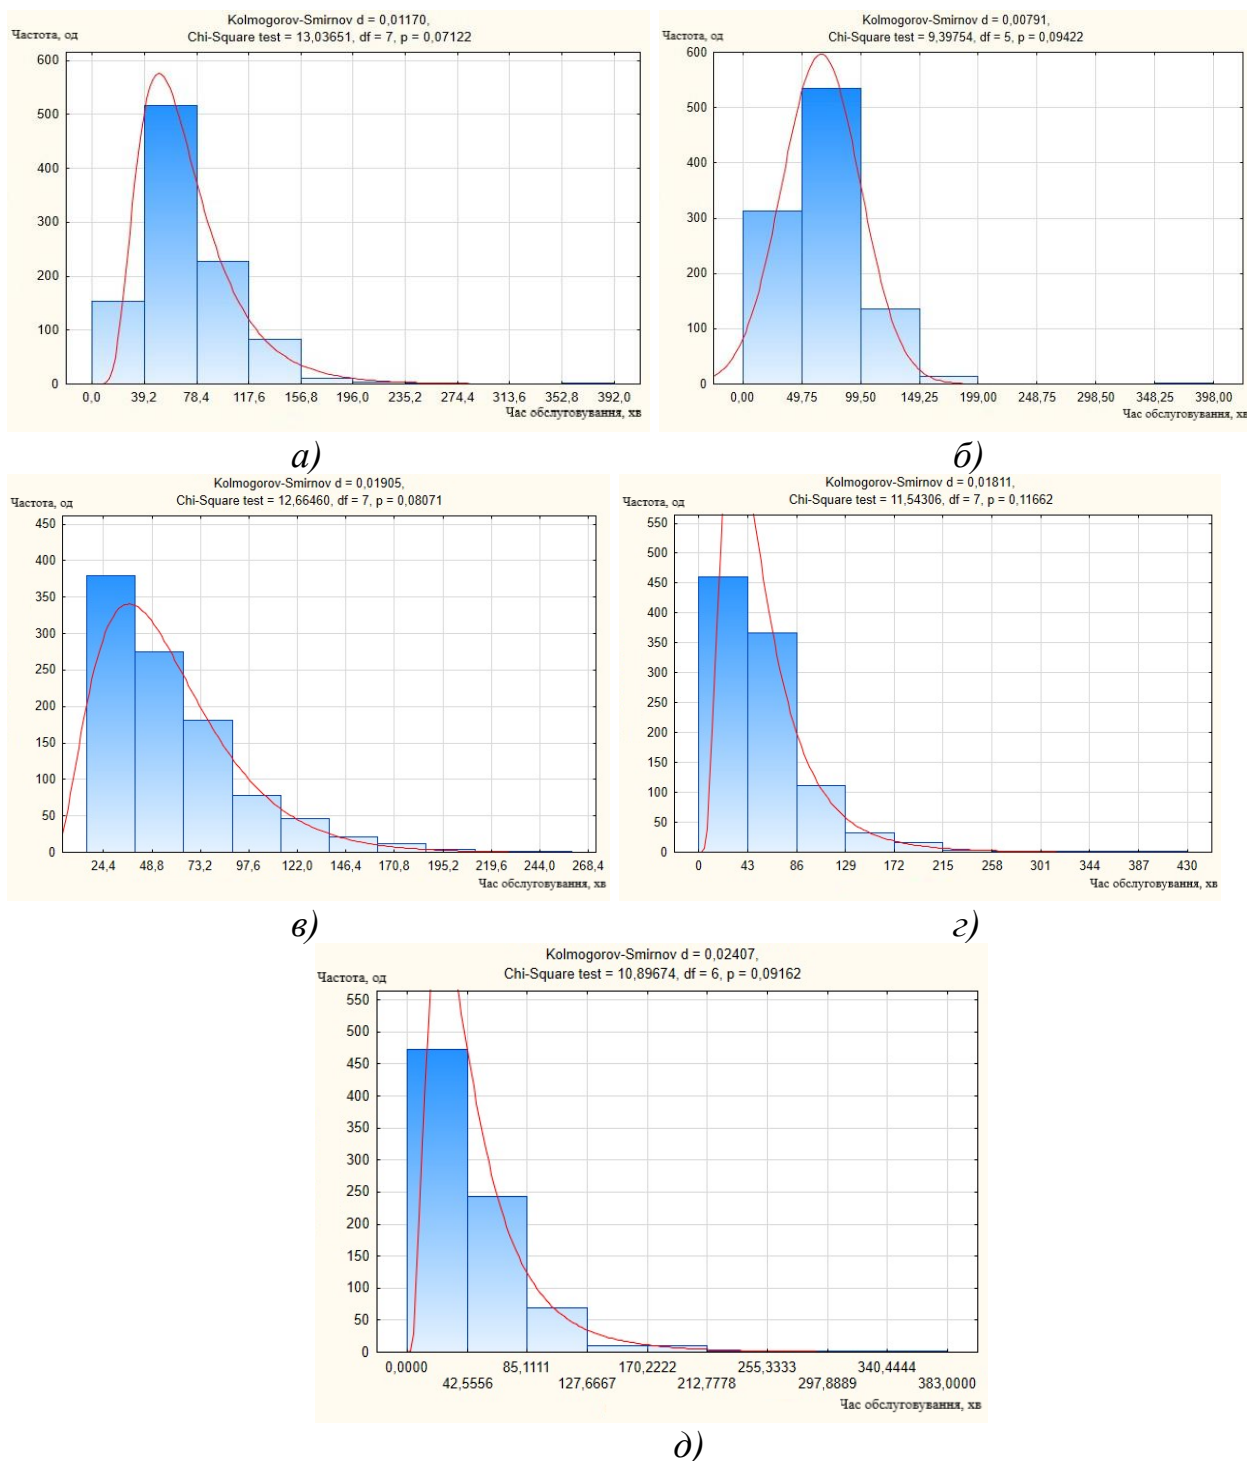 Kolmogorov-Smirnov d = 0,01170,
Частота, од
Chi-Square test = 13,03651, df = 7, p = 0,07122
600
500
400
300
200
100
0
0,0 39,2 78,4 117,6 156,8 196,0 235,2 274,4 313,6 352,8 392,0
Час обслуговування, хв
а)
Kolmogorov-Smirnov d = 0,00791,
Частота, од
Chi-Square test = 9,39754, df = 5, p = 0,09422
600
500
400
300
200
100
0
0,00 49,75 99,50 149,25 199,00 248,75 298,50 348,25 398,00
Час обслуговування, хв
б)
Kolmogorov-Smirnov d = 0,01905,
Частота, од
Chi-Square test = 12,66460, df = 7, p = 0,08071
450
400
350
300
250
200
150
100
50
0
24,4 48,8 73,2 97,6 122,0 146,4 170,8 195,2 219,6 244,0 268,4
Час обслуговування, хв
в)
Kolmogorov-Smirnov d = 0,01811,
Частота, од
Chi-Square test = 11,54306, df = 7, p = 0,11662
550
500
450
400
350
300
250
200
150
100
50
0
0 43 86 129 172 215 258 301 344 387 430
Час обслуговування, хв
г)
Kolmogorov-Smirnov d = 0,02407,
Частота, од
Chi-Square test = 10,89674, df = 6, p = 0,09162
550
500
450
400
350
300
250
200
150
100
50
0
0,0000 85,1111 170,2222 255,3333 340,4444
42,5556 127,6667 212,7778 297,8889 383,0000
Час обслуговування, хв
д)